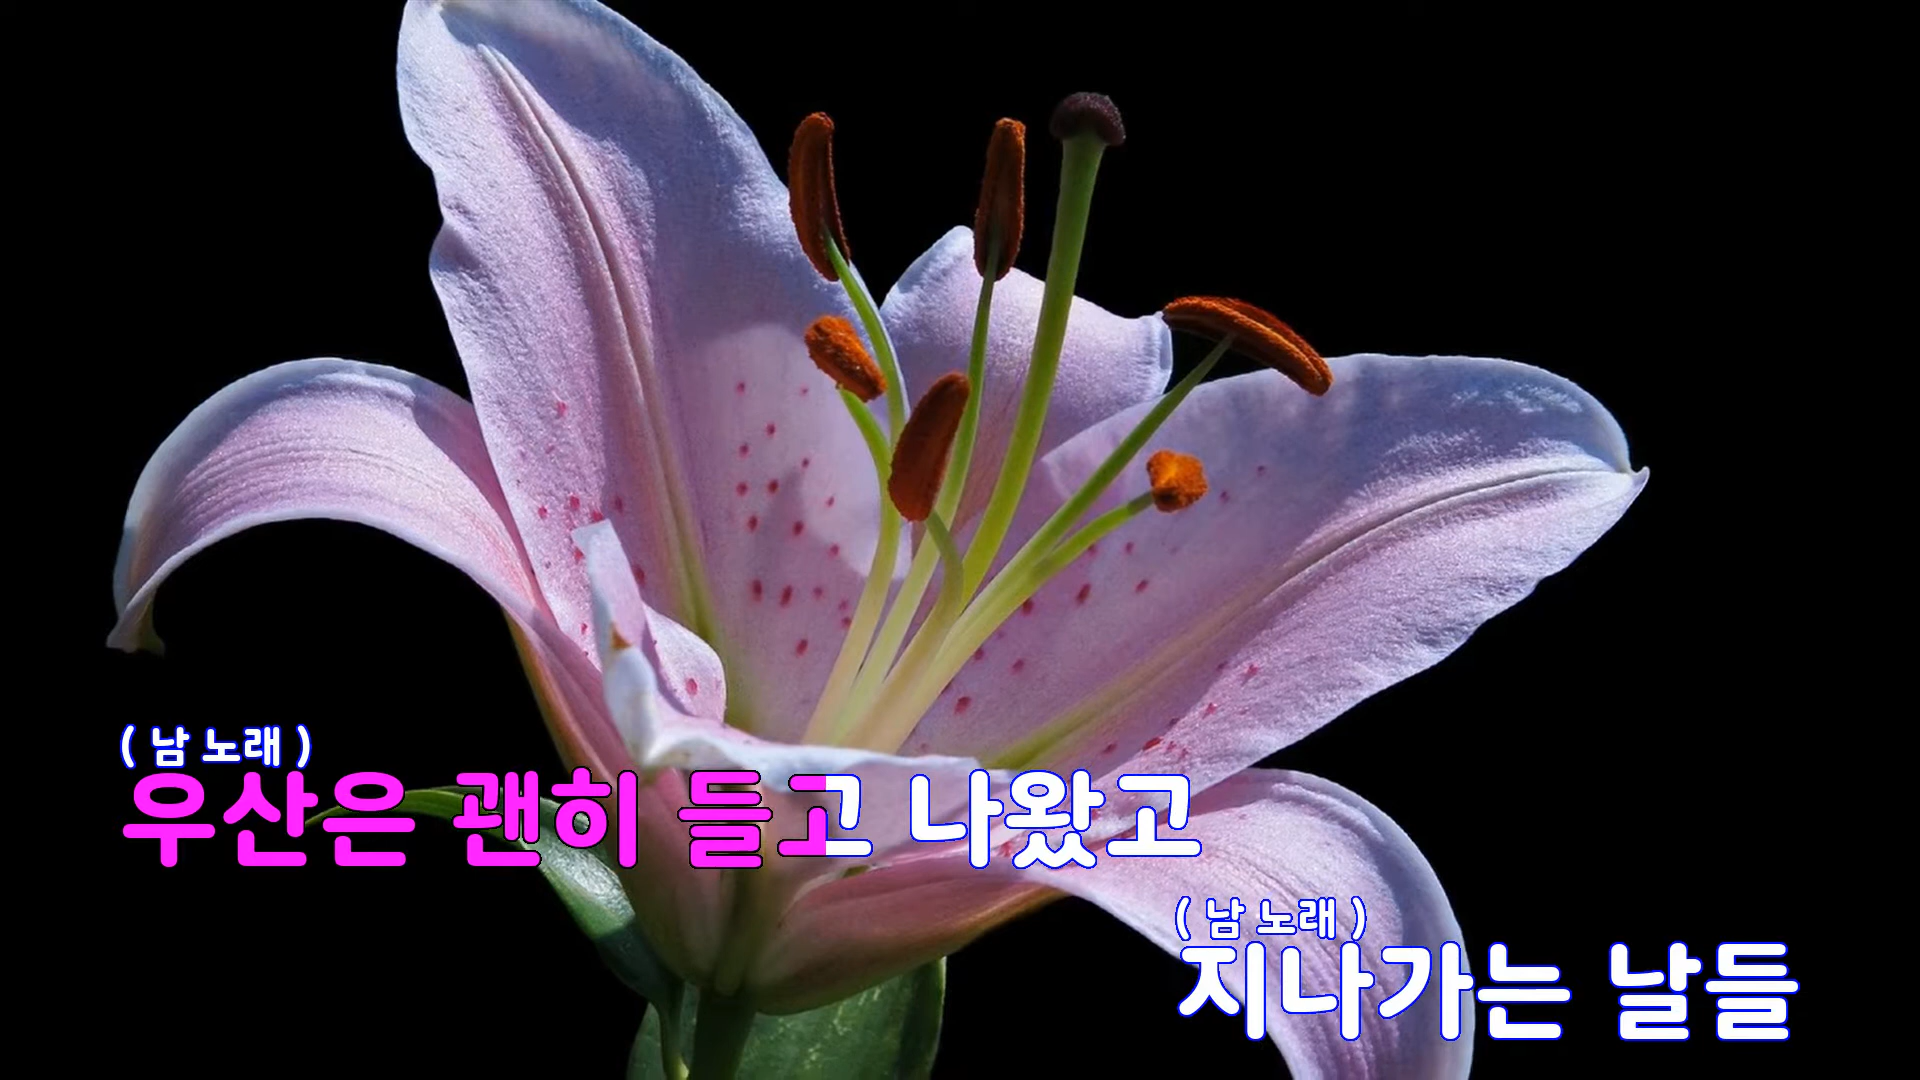 ( 남 노래 )
우산은 괜히 들고 나왔고
( 남 노래 )
지나가는 날들